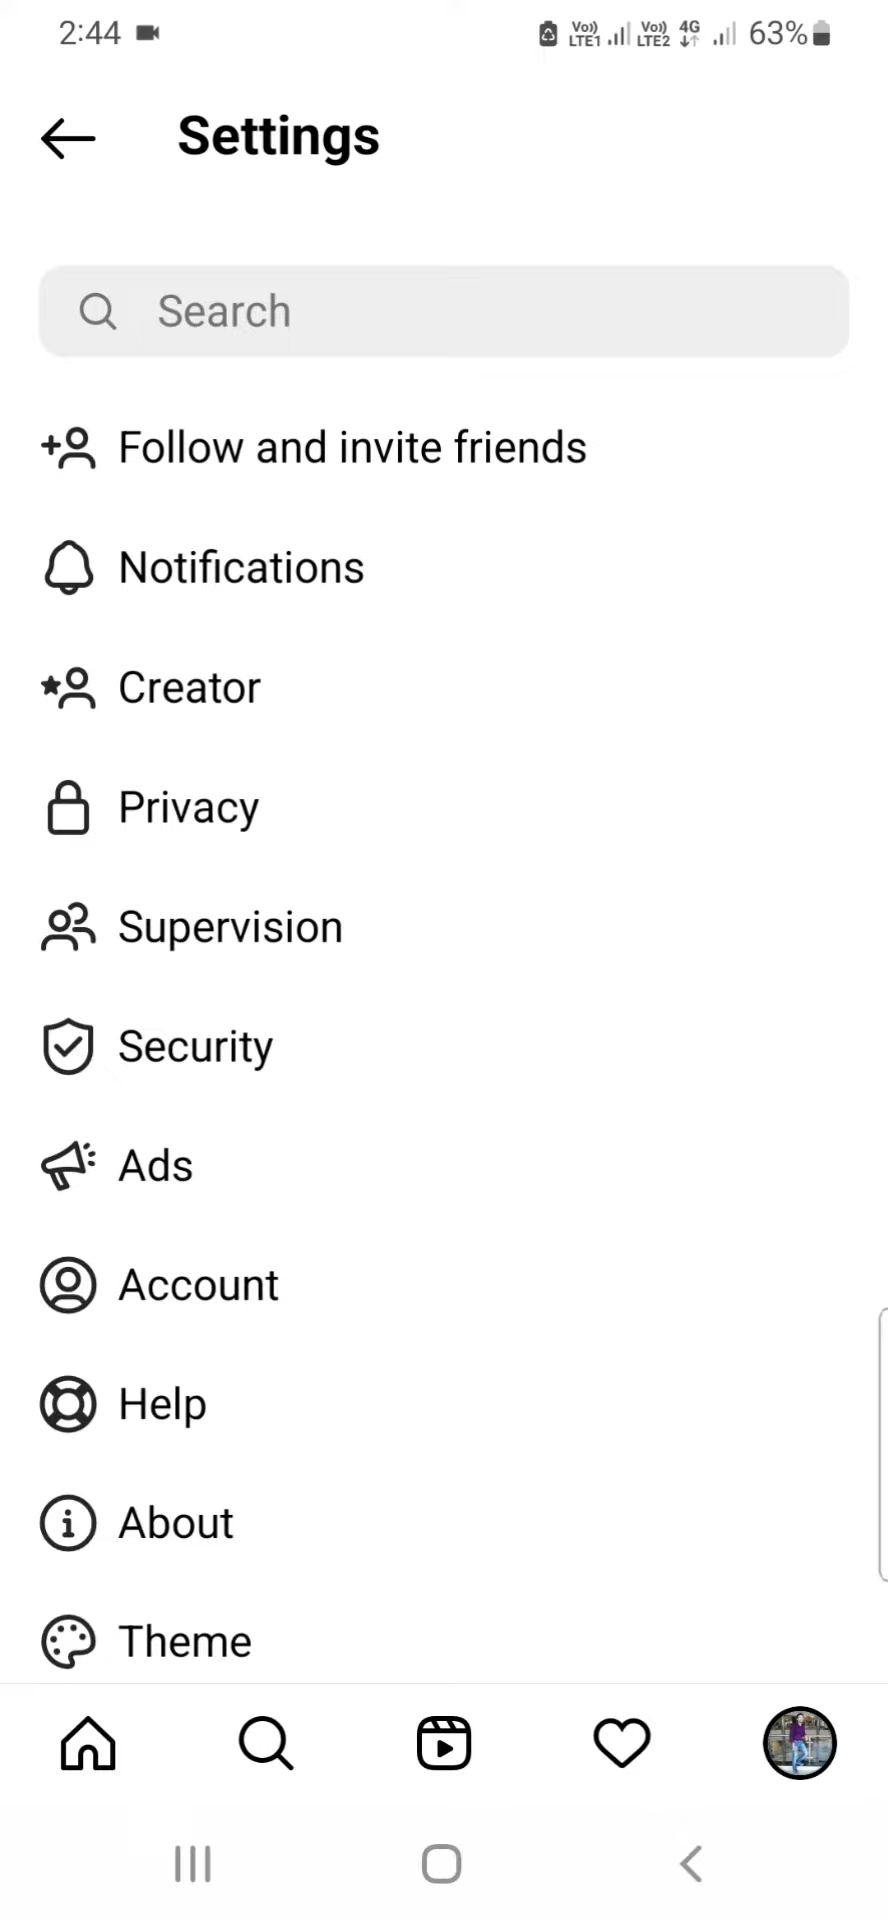 2:44 Vo)) LTE1 Vo)) LTE2 4G 63%
Settings
Search
Follow and invite friends
Notifications
Creator
Privacy
Supervision
Security
Ads
Account
Help
About
Theme